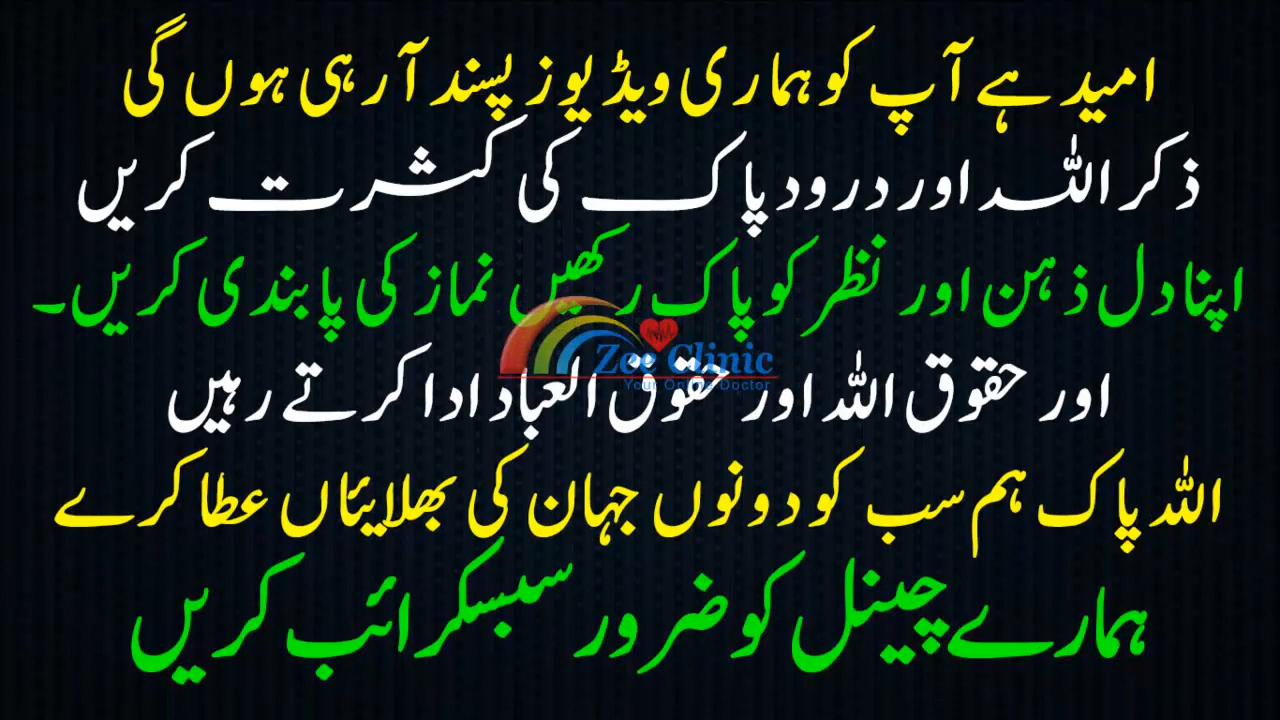 امید ہے آپ کو ہماری ویڈیوز پسند آ رہی ہوں گی
ذکر اللہ اور درود پاک کی کثرت کریں
اپنا دل ذہن اور نظر کو پاک رکھیں نماز کی پابندی کریں۔
Zee Clinic
Your Online Doctor
اور حقوق اللہ اور حقوق العباد ادا کرتے رہیں
اللہ پاک ہم سب کو دونوں جہان کی بھلایئاں عطا کرے
ہمارے چینل کو ضرور سبسکرائب کریں